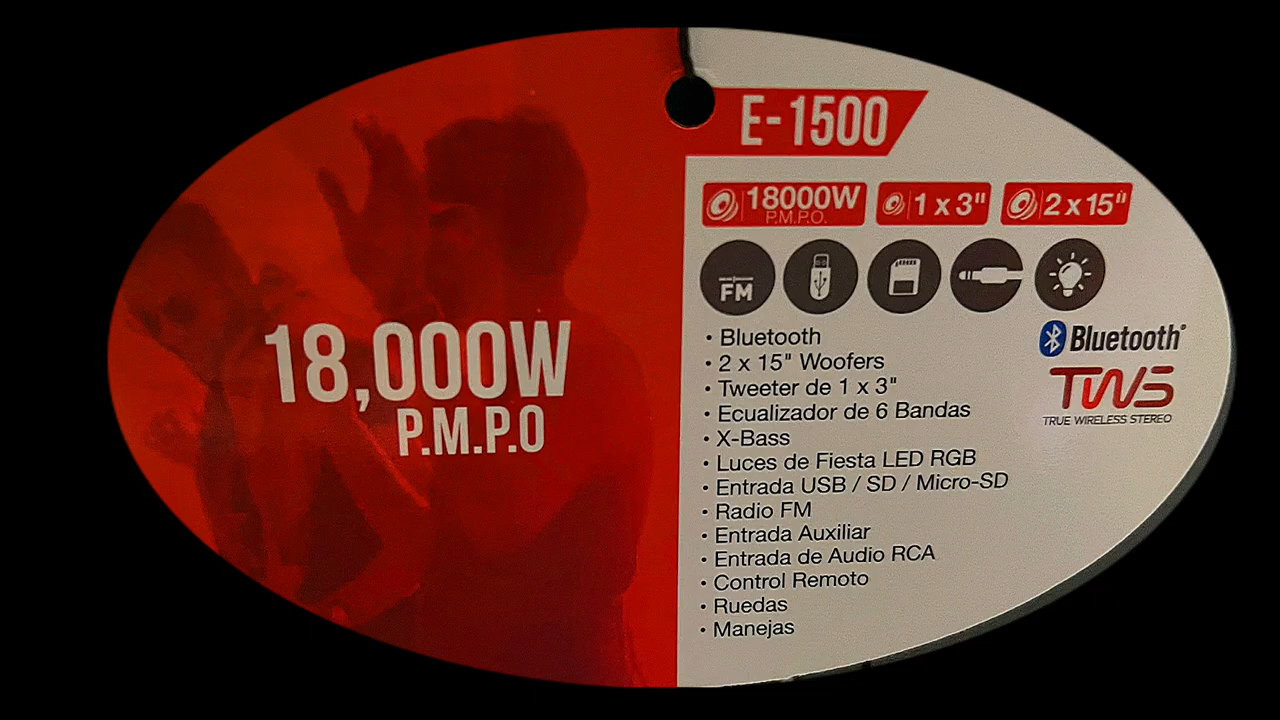 18,000W
P.M.P.O
E-1500
18000W
P.M.P.O.
1 x 3"
2 x 15"
FM
• Bluetooth
• 2 x 15" Woofers
• Tweeter de 1 x 3"
• Ecualizador de 6 Bandas
• X-Bass
• Luces de Fiesta LED RGB
• Entrada USB / SD / Micro-SD
• Radio FM
• Entrada Auxiliar
• Entrada de Audio RCA
• Control Remoto
• Ruedas
• Manejas
Bluetooth®
TWS
TRUE WIRELESS STEREO